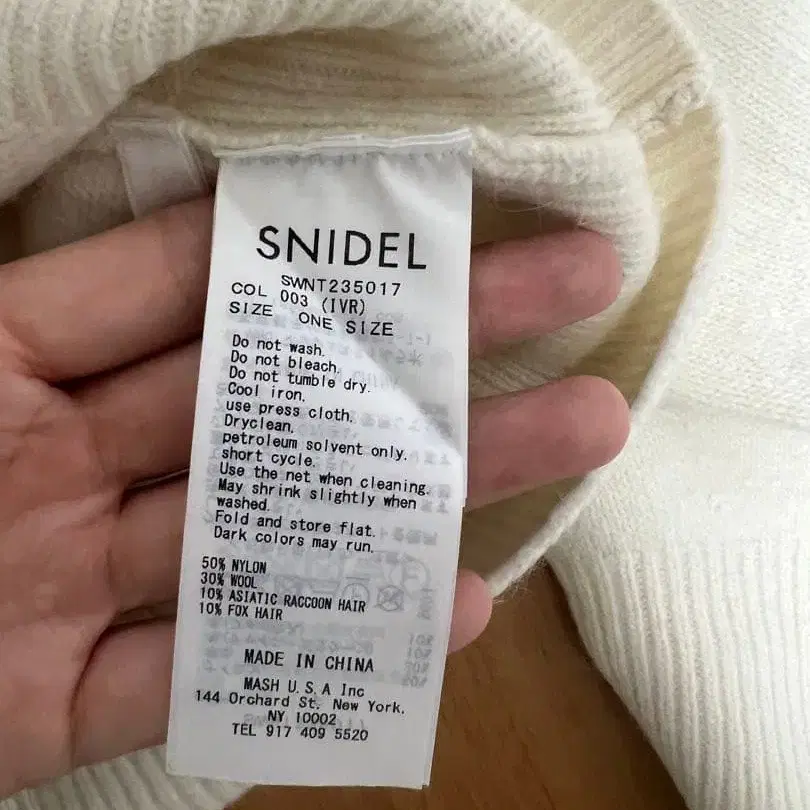 SNIDEL
SWNT235017
COL 003 (IVR)
SIZE ONE SIZE
Do not wash.
Do not bleach.
Do not tumble dry.
Cool iron.
use press cloth.
Dryclean.
petroleum solvent only.
short cycle.
Use the net when cleaning.
May shrink slightly when
washed.
Fold and store flat.
Dark colors may run.
50% NYLON
30% WOOL
10% ASIATIC RACCOON HAIR
10% FOX HAIR
MADE IN CHINA
MASH U.S.A Inc
144 Orchard St. New York.
NY 10002
TEL 917 409 5520